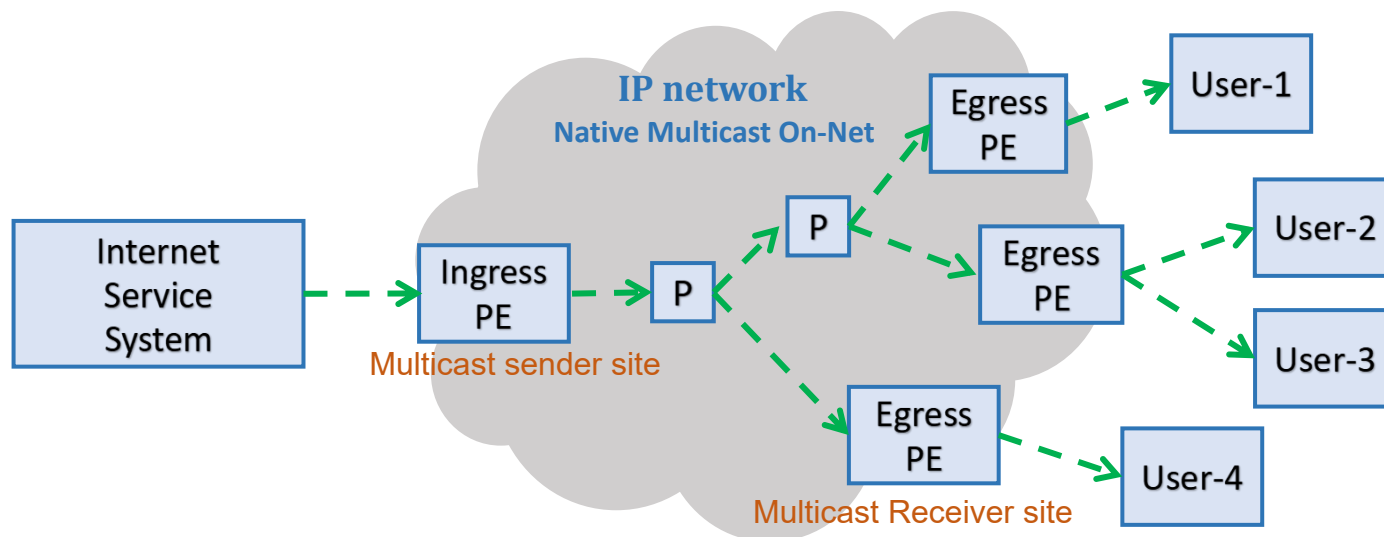 IP network
Native Multicast On-Net
Internet
Service
System
Ingress
PE
Multicast sender site
P
P
Egress
PE
Egress
PE
Egress
PE
Multicast Receiver site
User-1
User-2
User-3
User-4